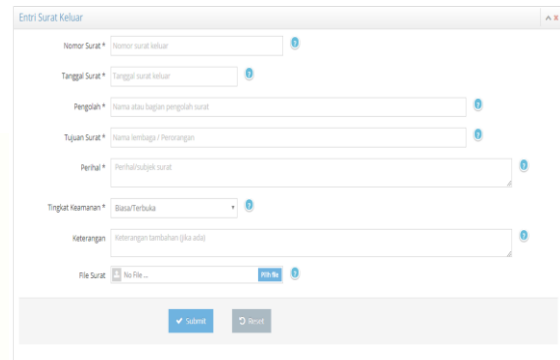 Entri Surat Keluar
Nomor Surat * Nomor surat keluar ?
Tanggal Surat * Tanggal surat keluar ?
Pengolah * Nama atau bagian pengolah surat ?
Tujuan Surat * Nama lembaga / Perorangan ?
Perihal * Perihal/subjek surat ?
Tingkat Keamanan * Biasa/Terbuka ?
Keterangan Keterangan tambahan (jika ada) ?
File Surat No File ... Pilih file ?
Submit Reset